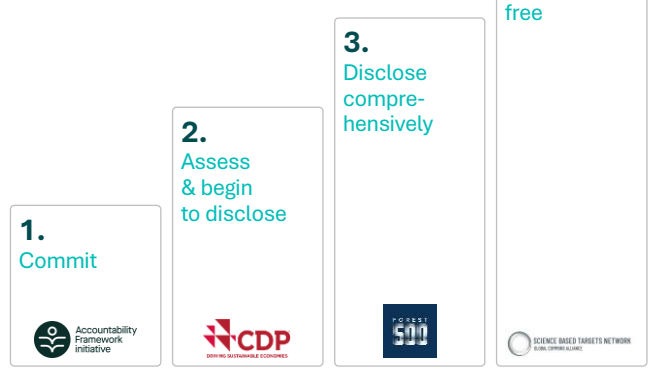 1.
Commit
Accountability
Framework
initiative
2.
Assess
& begin
to disclose
CDP
DRIVING SUSTAINABLE ECONOMIES
3.
Disclose
compre-
hensively
FOREST
500
free
SCIENCE BASED TARGETS NETWORK
GLOBAL COMMONS ALLIANCE